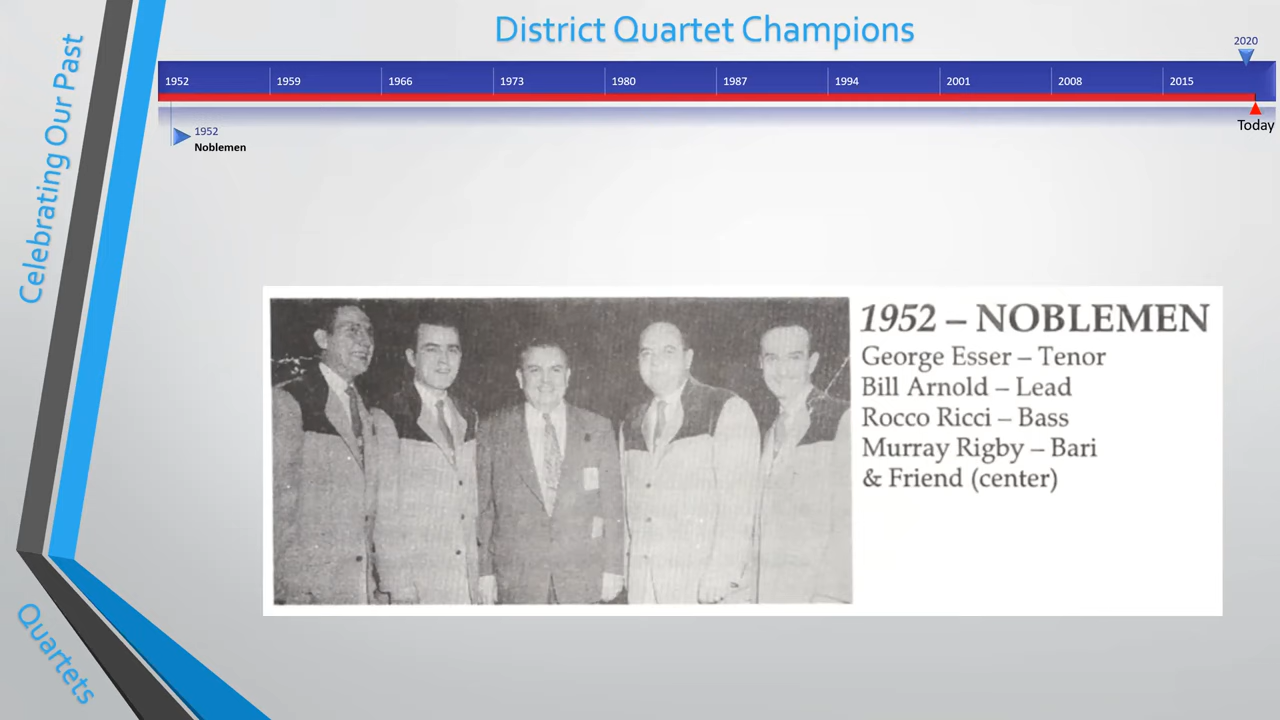 District Quartet Champions
Celebrating Our Past
2020
1952 1959 1966 1973 1980 1987 1994 2001 2008 2015
Today
1952
Noblemen
1952 – NOBLEMEN
George Esser – Tenor
Bill Arnold – Lead
Rocco Ricci – Bass
Murray Rigby – Bari
& Friend (center)
Quartets